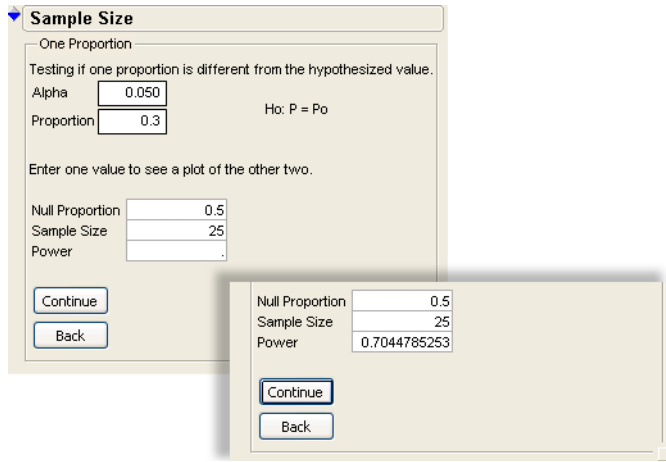 Sample Size
One Proportion
Testing if one proportion is different from the hypothesized value.
Alpha 0.050
Ho: P = Po
Proportion 0.3
Enter one value to see a plot of the other two.
Null Proportion 0.5
Sample Size 25
Power .
Continue
Back
Null Proportion 0.5
Sample Size 25
Power 0.7044785253
Continue
Back